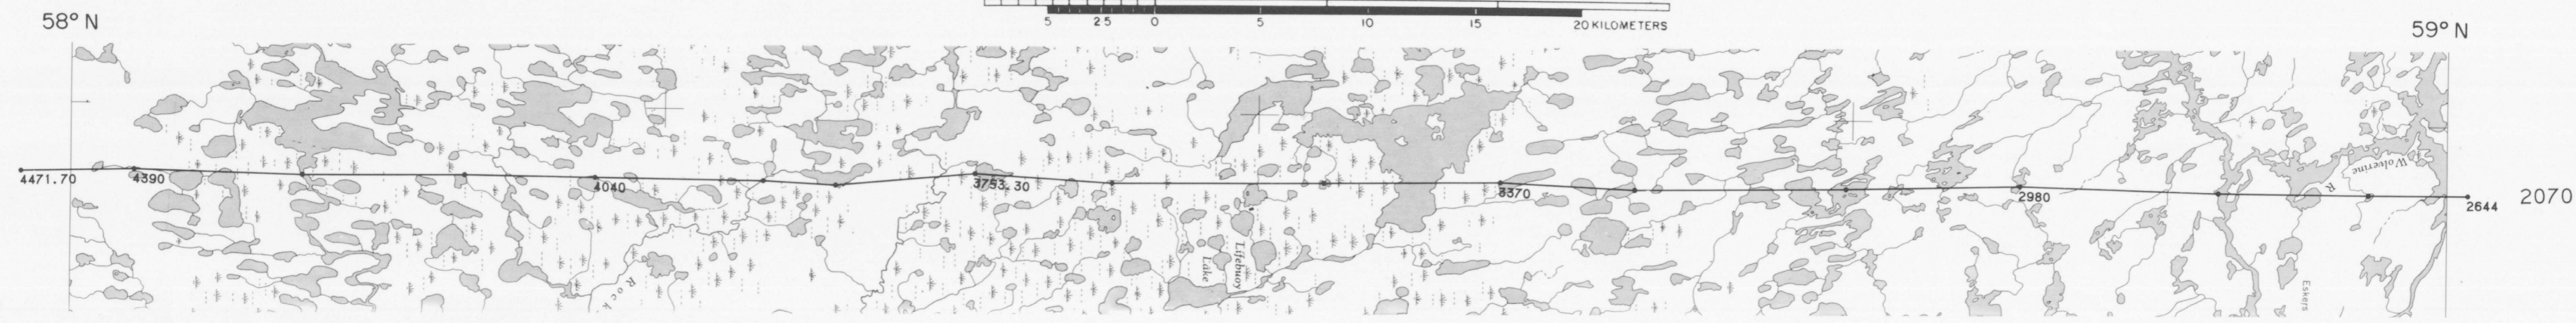 58° N
5 2.5 0 5 10 15 20 KILOMETERS
59° N
4471.70
4390
4040
3753.30
3370
2980
2644
2070
Wolverine
R
Rock
Lifebuoy
Lake
Eskers